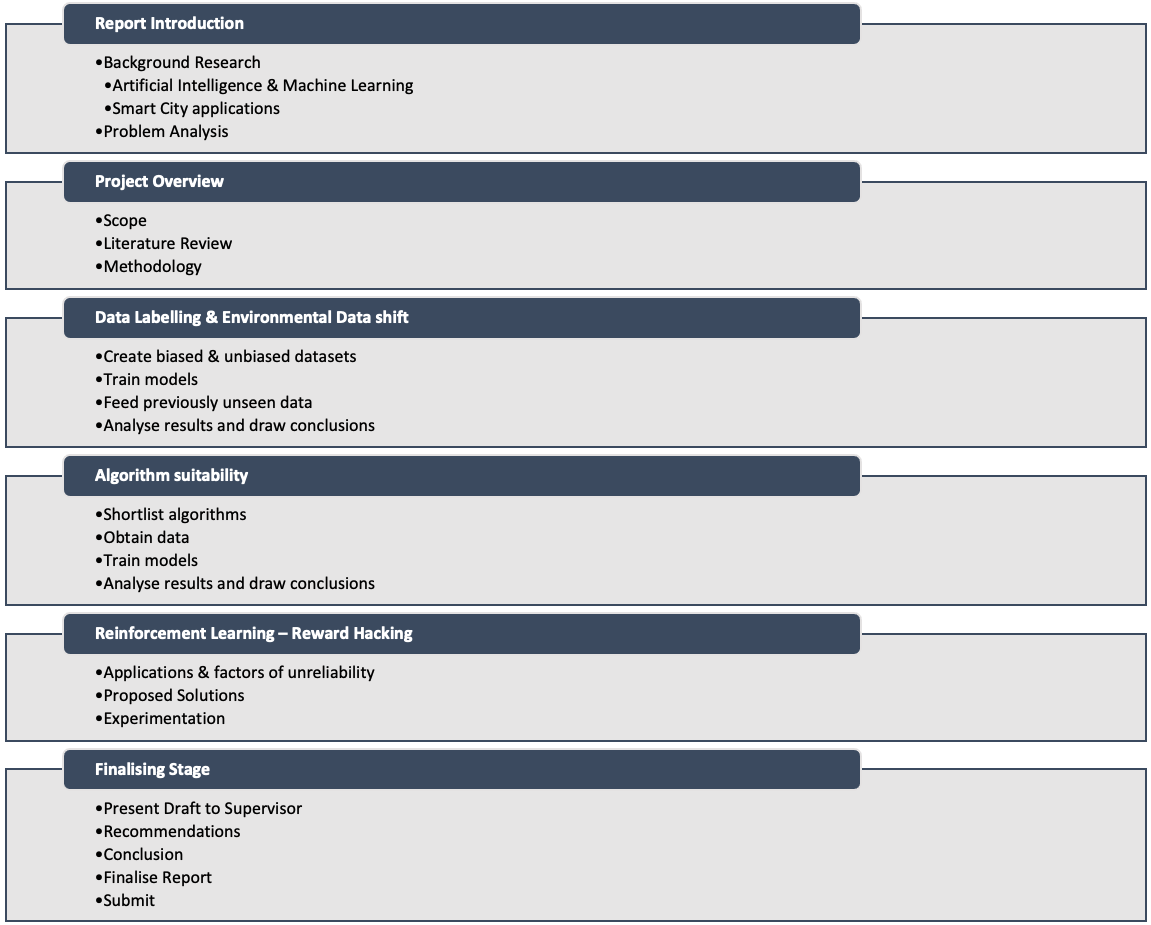 Report Introduction
•Background Research
•Artificial Intelligence & Machine Learning
•Smart City applications
•Problem Analysis
Project Overview
•Scope
•Literature Review
•Methodology
Data Labelling & Environmental Data shift
•Create biased & unbiased datasets
•Train models
•Feed previously unseen data
•Analyse results and draw conclusions
Algorithm suitability
•Shortlist algorithms
•Obtain data
•Train models
•Analyse results and draw conclusions
Reinforcement Learning – Reward Hacking
•Applications & factors of unreliability
•Proposed Solutions
•Experimentation
Finalising Stage
•Present Draft to Supervisor
•Recommendations
•Conclusion
•Finalise Report
•Submit